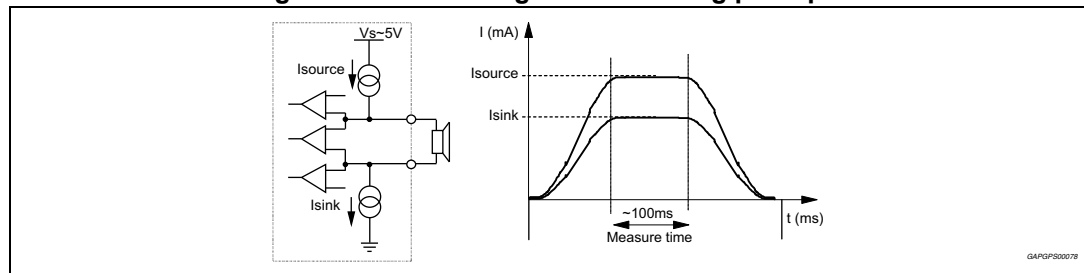 Vs~5V
Isource
Isink
I (mA)
Isource
Isink
~100ms
Measure time
t (ms)
GAPGPS00078